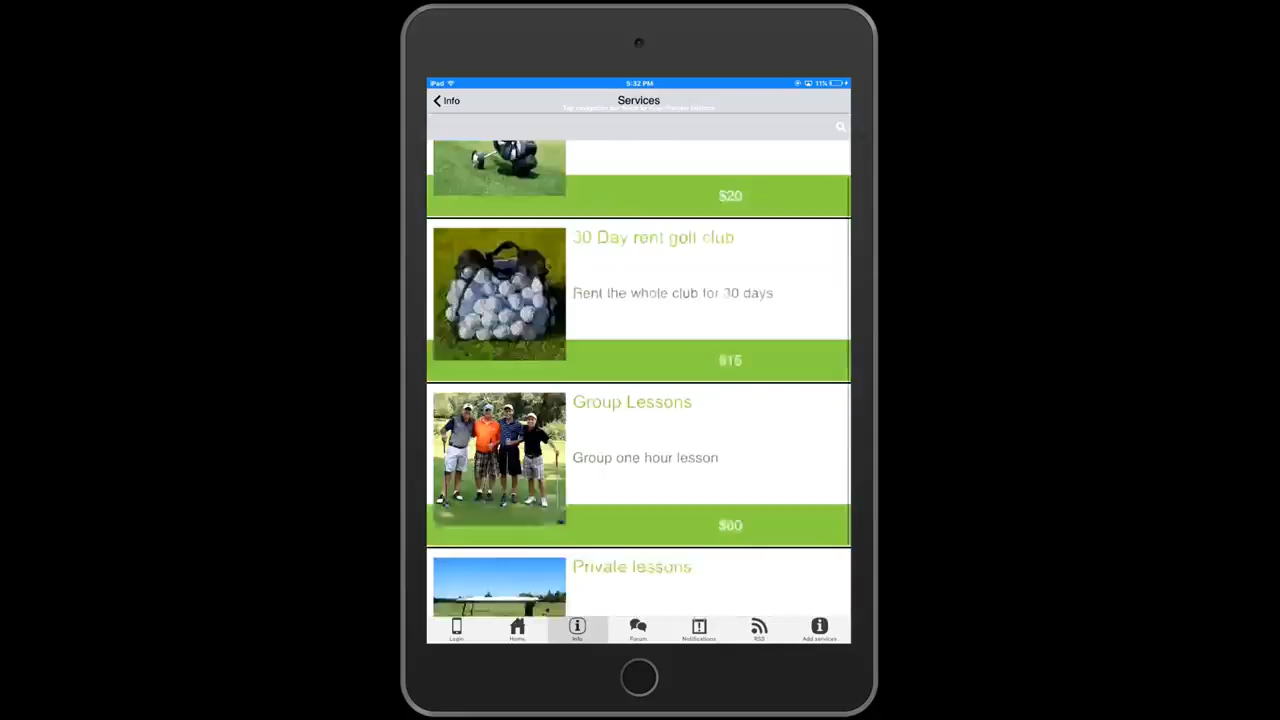 iPad
5:32 PM
11%
Info
Services
$20
30 Day rent golf club
Rent the whole club for 30 days
$15
Group Lessons
Group one hour lesson
Private lessons
Login
Home
Info
Forum
Notifications
RSS
Add services